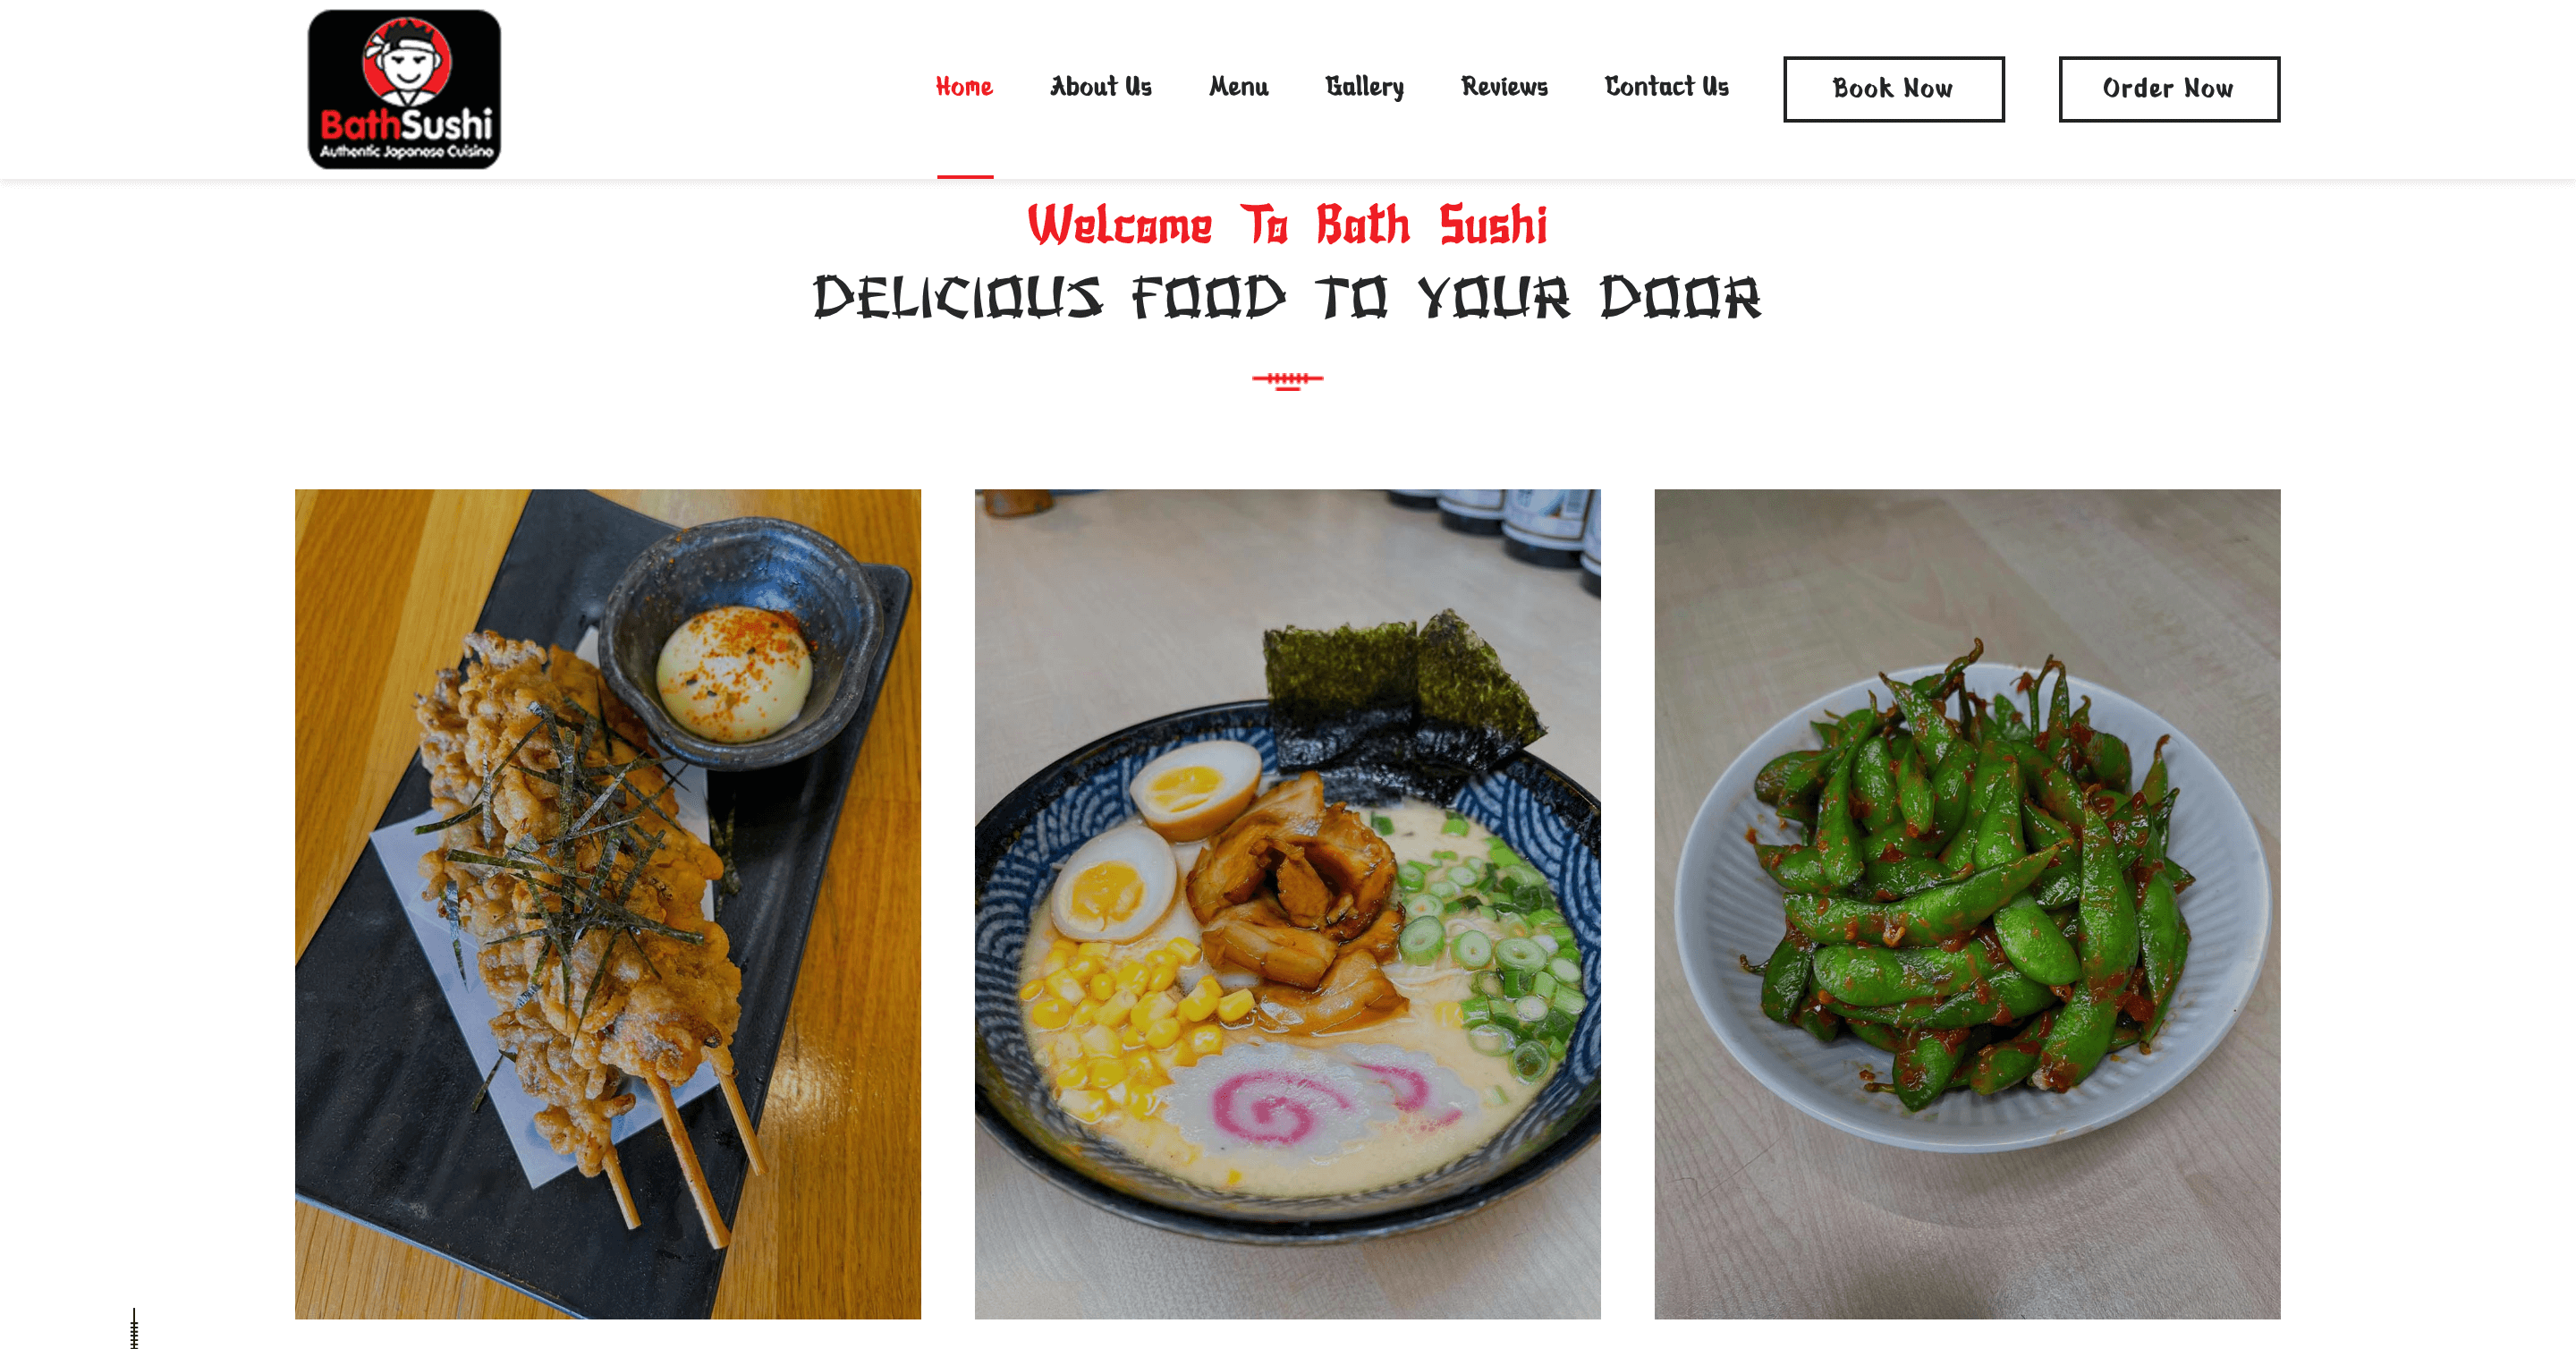 BathSushi
Authentic Japanese Cuisine
Home
About Us
Menu
Gallery
Reviews
Contact Us
Book Now
Order Now
Welcome To Bath Sushi
DELICIOUS FOOD TO YOUR DOOR